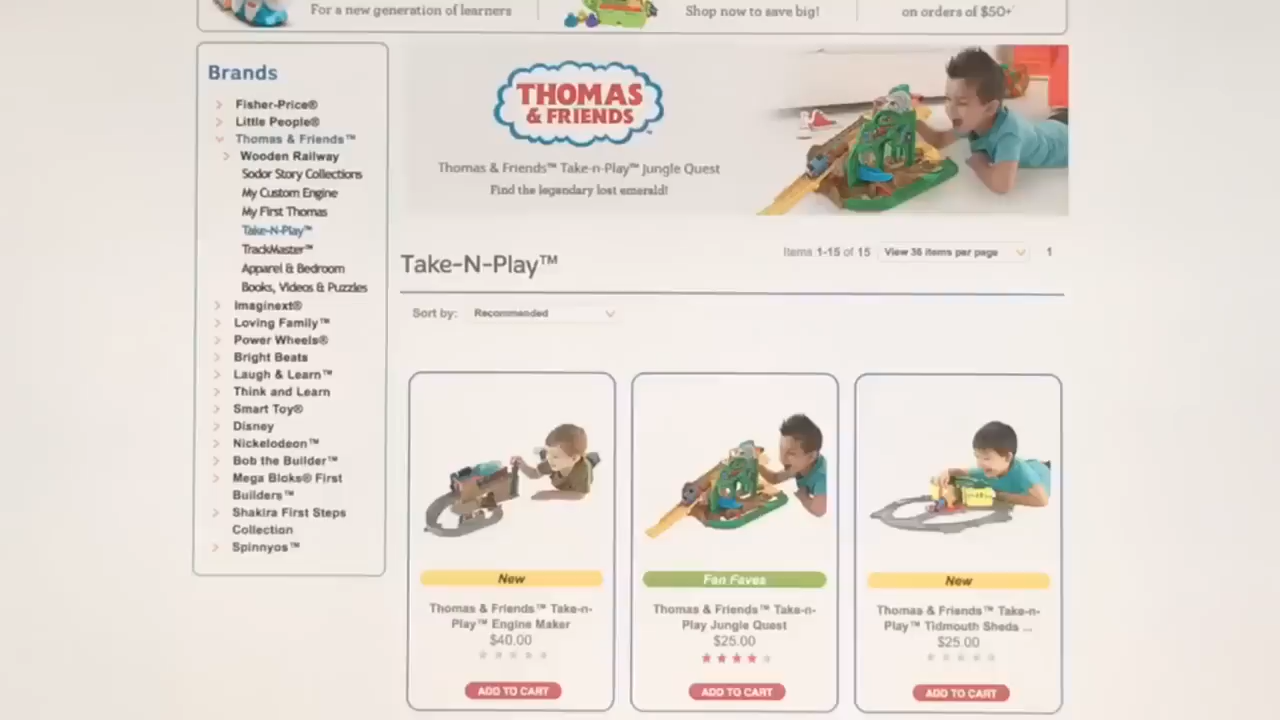 For a new generation of learners
Shop now to save big!
on orders of $50+
Brands
Fisher-Price®
Little People®
Thomas & Friends™
Wooden Railway
Sodor Story Collections
My Custom Engine
My First Thomas
Take-N-Play™
TrackMaster™
Apparel & Bedroom
Books, Videos & Puzzles
Imaginext®
Loving Family™
Power Wheels®
Bright Beats
Laugh & Learn™
Think and Learn
Smart Toy®
Disney
Nickelodeon™
Bob the Builder™
Mega Bloks® First
Builders™
Shakira First Steps
Collection
Spinnyos™
THOMAS
& FRIENDS™
Thomas & Friends™ Take-n-Play™ Jungle Quest
Find the legendary lost emerald!
Take-N-Play™
Items 1-15 of 15
View 36 items per page
1
Sort by:
Recommended
New
Thomas & Friends™ Take-n-
Play™ Engine Maker
$40.00
ADD TO CART
Fan Faves
Thomas & Friends™ Take-n-
Play Jungle Quest
$25.00
ADD TO CART
New
Thomas & Friends™ Take-n-
Play™ Tidmouth Sheds ...
$25.00
ADD TO CART